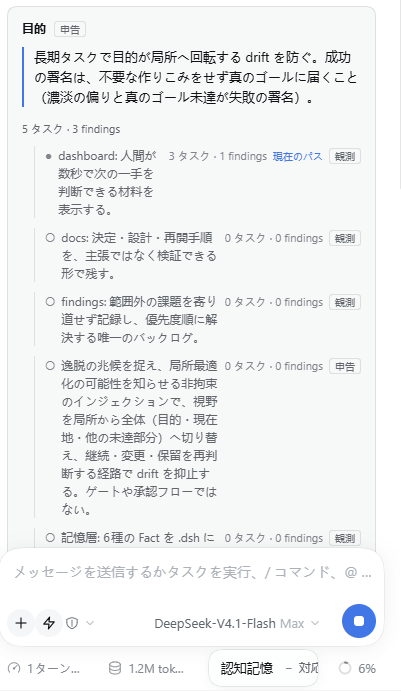 目的 申告
長期タスクで目的が局所へ回転する drift を防ぐ。成功
の署名は、不要な作りこみをせず真のゴールに届くこと
（濃淡の偏りと真のゴール未達が失敗の署名）。
5 タスク · 3 findings
dashboard: 人間が 3 タスク · 1 findings 現在のパス 観測
数秒で次の一手を
判断できる材料を
表示する。
docs: 決定・設計・再開手順 0 タスク · 0 findings 観測
を、主張ではなく検証できる
形で残す。
findings: 範囲外の課題を寄り 0 タスク · 0 findings 観測
道せず記録し、優先度順に解
決する唯一のバックログ。
逸脱の兆候を捉え、局所最適 0 タスク · 0 findings 申告
化の可能性を知らせる非拘束
のインジェクションで、視野
を局所から全体（目的・現在
地・他の未達部分）へ切り替
え、継続・変更・保留を再判
断する経路で drift を抑止す
る。ゲートや承認フローでは
ない。
記憶層: 6種の Fact を .dsh に 0 タスク · 0 findings 観測
メッセージを送信するかタスクを実行、/ コマンド、@ ...
DeepSeek-V4.1-Flash Max
1ターン... 1.2M tok... 認知記憶 － 対応 6%